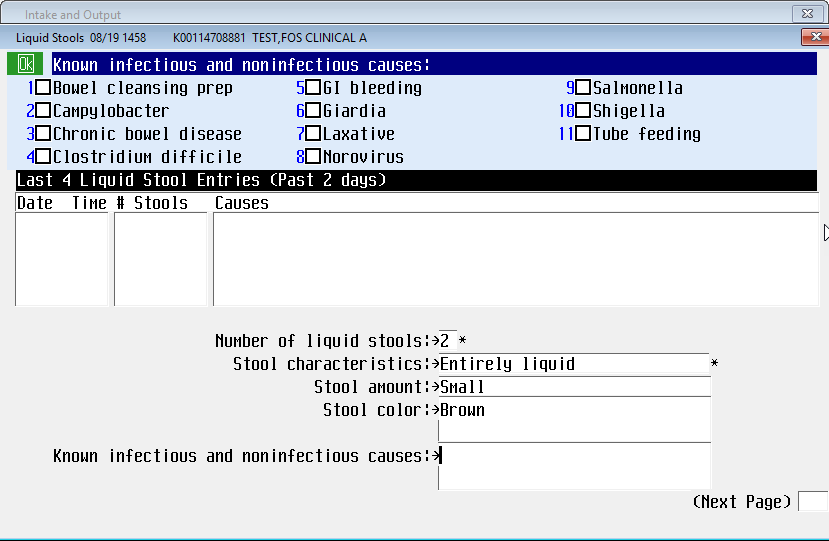 Intake and Output
Liquid Stools 08/19 1458 K00114708881 TEST,FOS CLINICAL A
Ok Known infectious and noninfectious causes:
1 Bowel cleansing prep 5 GI bleeding 9 Salmonella
2 Campylobacter 6 Giardia 10 Shigella
3 Chronic bowel disease 7 Laxative 11 Tube feeding
4 Clostridium difficile 8 Norovirus
Last 4 Liquid Stool Entries (Past 2 days)
Date Time # Stools Causes
Number of liquid stools:→2 *
Stool characteristics:→Entirely liquid *
Stool amount:→Small
Stool color:→Brown
Known infectious and noninfectious causes:→
(Next Page)